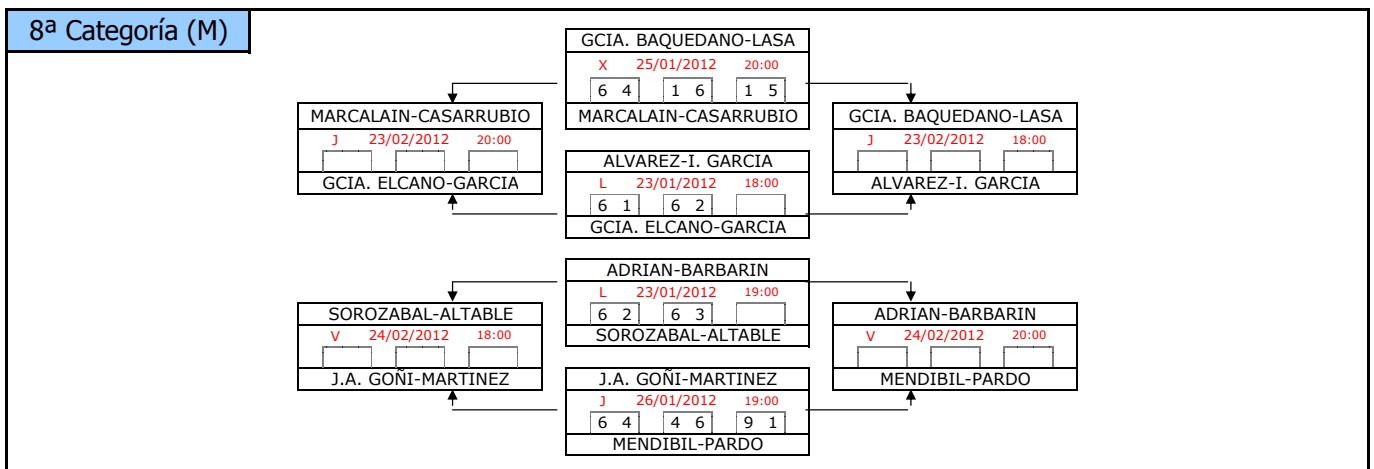 8ª Categoría (M)
GCIA. BAQUEDANO-LASA
X 25/01/2012 20:00
6 4 1 6 1 5
MARCALAIN-CASARRUBIO
MARCALAIN-CASARRUBIO
J 23/02/2012 20:00
GCIA. ELCANO-GARCIA
GCIA. BAQUEDANO-LASA
J 23/02/2012 18:00
ALVAREZ-I. GARCIA
ALVAREZ-I. GARCIA
L 23/01/2012 18:00
6 1 6 2
GCIA. ELCANO-GARCIA
ADRIAN-BARBARIN
L 23/01/2012 19:00
6 2 6 3
SOROZABAL-ALTABLE
SOROZABAL-ALTABLE
V 24/02/2012 18:00
J.A. GOÑI-MARTINEZ
ADRIAN-BARBARIN
V 24/02/2012 20:00
MENDIBIL-PARDO
J.A. GOÑI-MARTINEZ
J 26/01/2012 19:00
6 4 4 6 9 1
MENDIBIL-PARDO